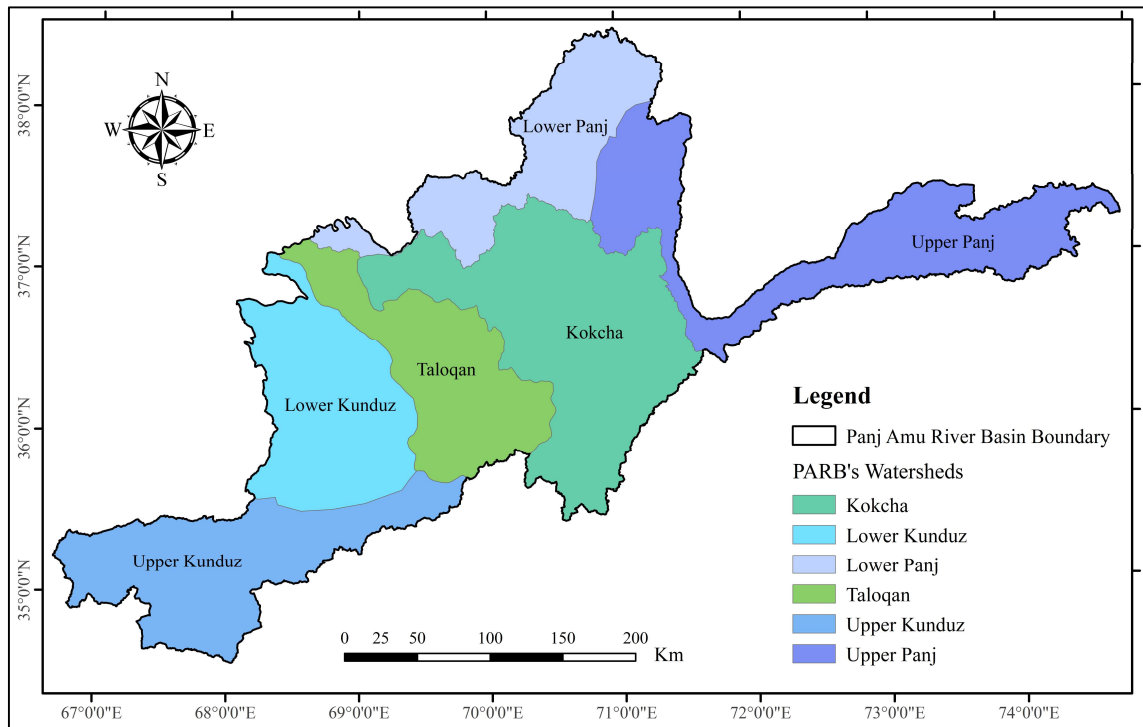 N
W E
S
38°0'0"N
37°0'0"N
36°0'0"N
35°0'0"N
Lower Panj
Upper Panj
Kokcha
Taloqan
Lower Kunduz
Upper Kunduz
Legend
Panj Amu River Basin Boundary
PARB's Watersheds
Kokcha
Lower Kunduz
Lower Panj
Taloqan
Upper Kunduz
Upper Panj
0 25 50 100 150 200
Km
67°0'0"E 68°0'0"E 69°0'0"E 70°0'0"E 71°0'0"E 72°0'0"E 73°0'0"E 74°0'0"E